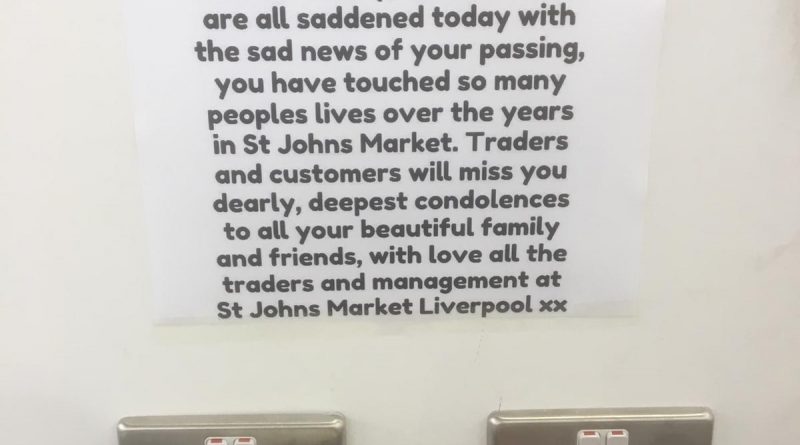 are all saddened today with
the sad news of your passing,
you have touched so many
peoples lives over the years
in St Johns Market. Traders
and customers will miss you
dearly, deepest condolences
to all your beautiful family
and friends, with love all the
traders and management at
St Johns Market Liverpool xx